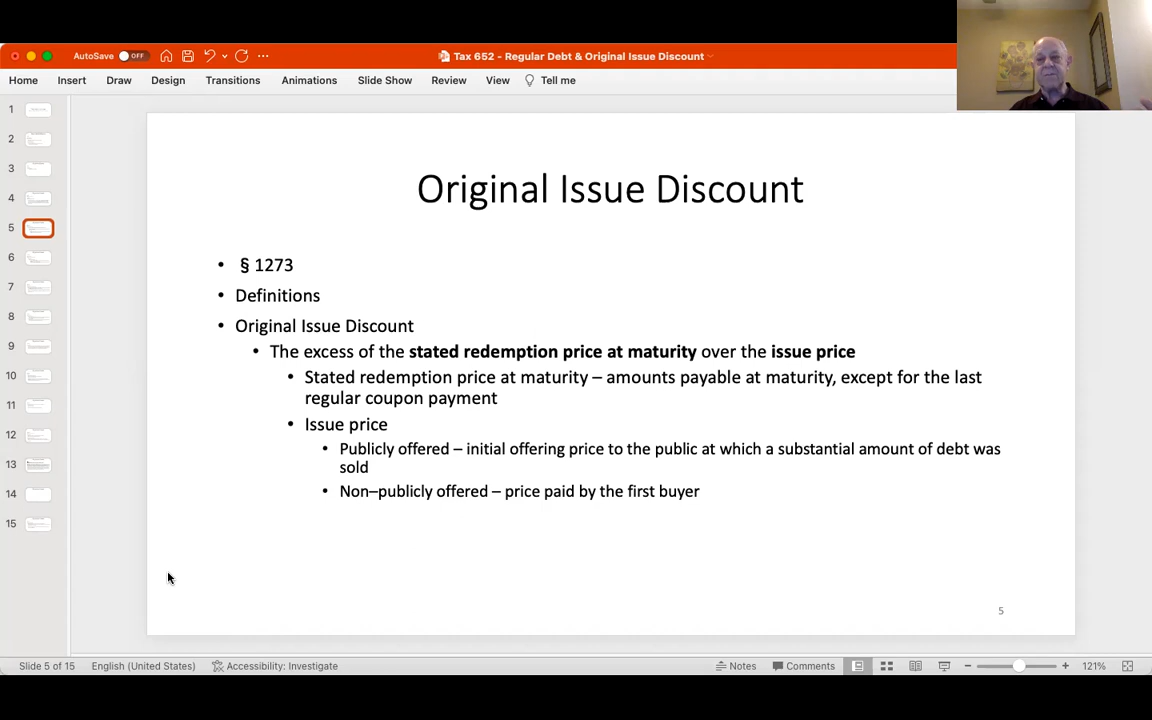 AutoSave OFF
Tax 652 - Regular Debt & Original Issue Discount
Home Insert Draw Design Transitions Animations Slide Show Review View Tell me
1
2
3
4
5
6
7
8
9
10
11
12
13
14
15
Original Issue Discount
• § 1273
• Definitions
• Original Issue Discount
• The excess of the stated redemption price at maturity over the issue price
• Stated redemption price at maturity – amounts payable at maturity, except for the last
regular coupon payment
• Issue price
• Publicly offered – initial offering price to the public at which a substantial amount of debt was
sold
• Non–publicly offered – price paid by the first buyer
5
Slide 5 of 15 English (United States) Accessibility: Investigate Notes Comments 121%